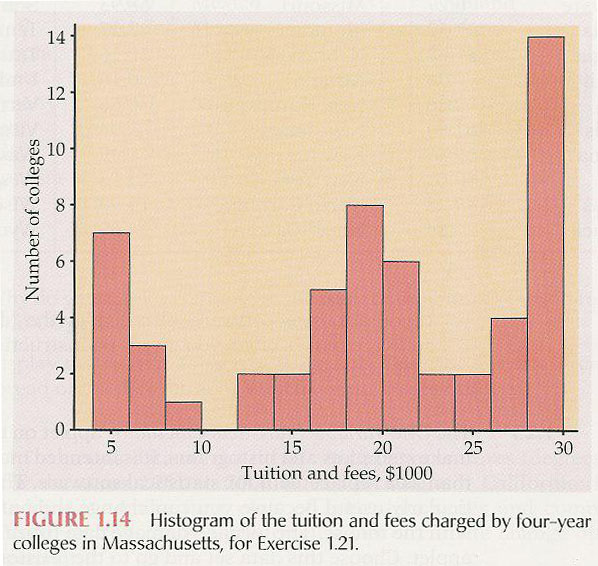 14
12
10
8
6
4
2
0
Number of colleges
5 10 15 20 25 30
Tuition and fees, $1000
FIGURE 1.14 Histogram of the tuition and fees charged by four-year
colleges in Massachusetts, for Exercise 1.21.